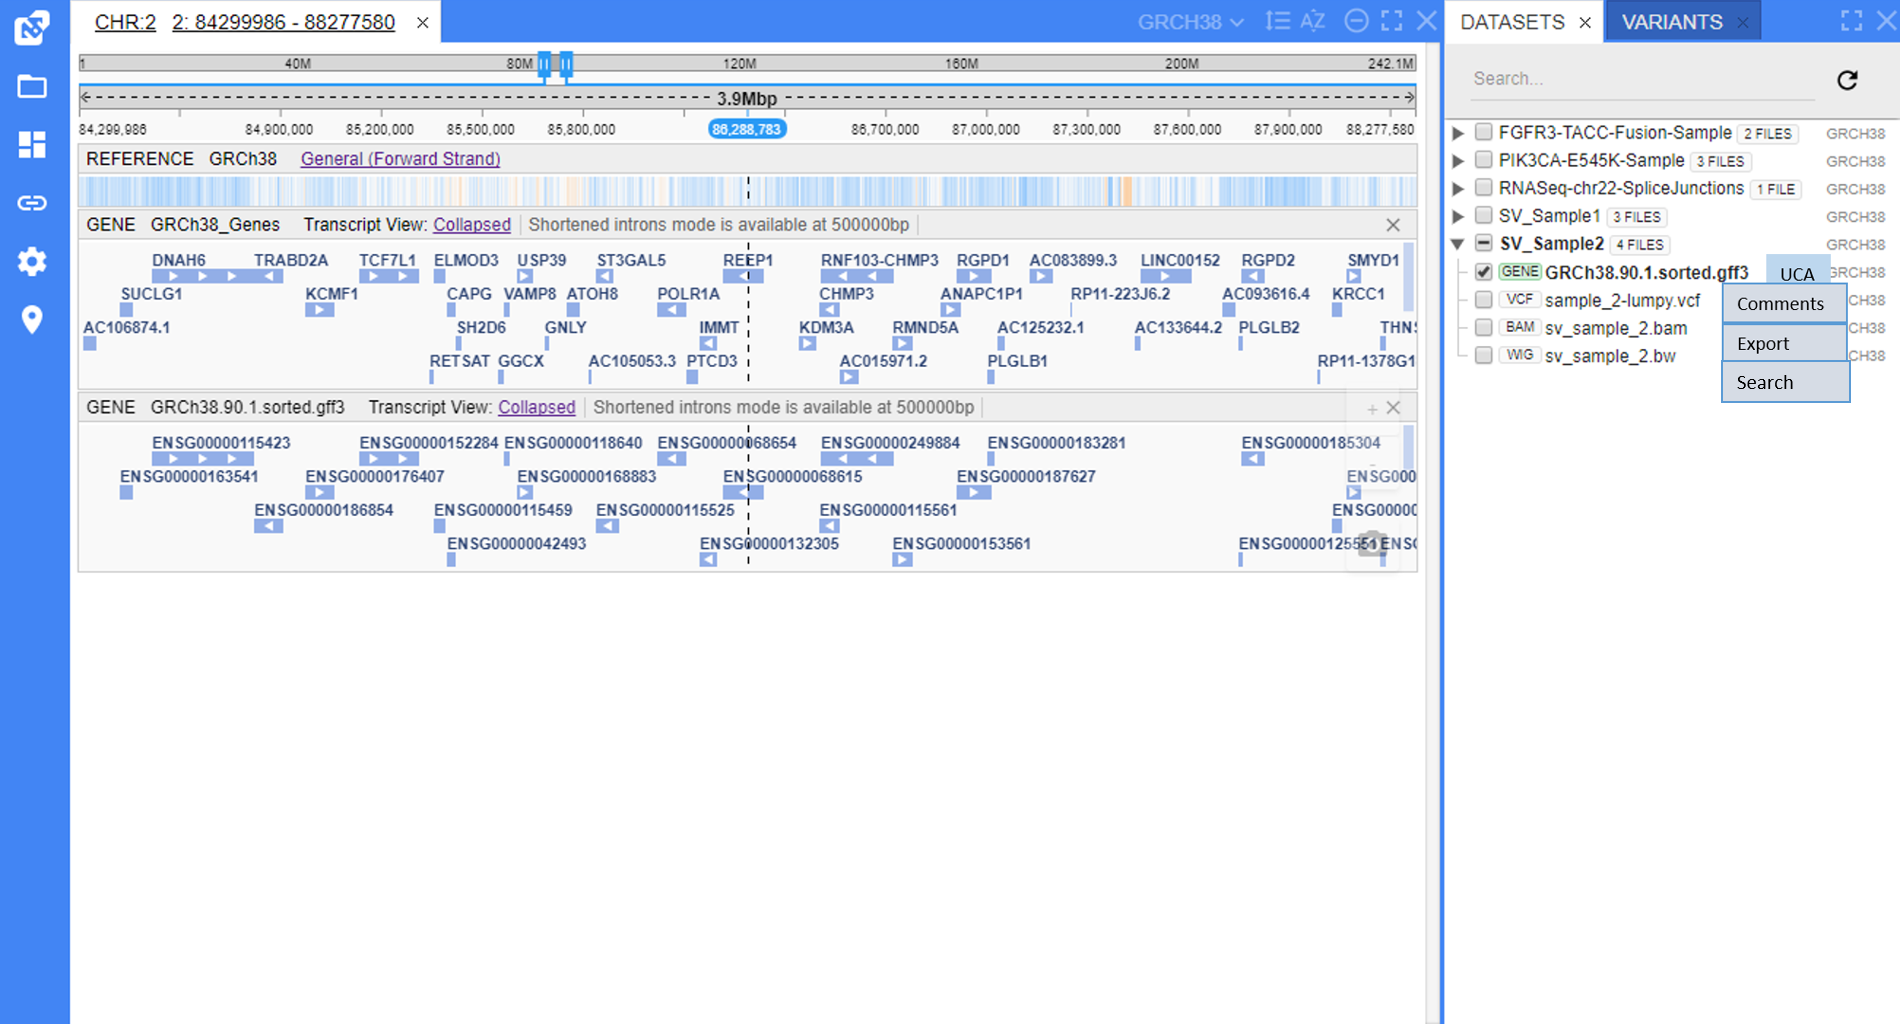 CHR:2 2: 84299986 - 88277580 ×
GRCH38
DATASETS × VARIANTS ×
1 40M 80M 120M 160M 200M 242.1M
3.9Mbp
84,299,986 84,900,000 85,200,000 85,500,000 85,800,000 86,288,783 86,700,000 87,000,000 87,300,000 87,600,000 87,900,000 88,277,580
REFERENCE GRCh38 General (Forward Strand)
GENE GRCh38_Genes Transcript View: Collapsed Shortened introns mode is available at 500000bp
DNAH6 TRABD2A TCF7L1 ELMOD3 USP39 ST3GAL5 REEP1 RNF103-CHMP3 RGPD1 AC083899.3 LINC00152 RGPD2 SMYD1
SUCLG1 KCMF1 CAPG VAMP8 ATOH8 POLR1A CHMP3 ANAPC1P1 RP11-223J6.2 AC093616.4 KRCC1
AC106874.1 SH2D6 GNLY IMMT KDM3A RMND5A AC125232.1 AC133644.2 PLGLB2 THNS
RETSAT GGCX AC105053.3 PTCD3 AC015971.2 PLGLB1 RP11-1378G1
GENE GRCh38.90.1.sorted.gff3 Transcript View: Collapsed Shortened introns mode is available at 500000bp
ENSG00000115423 ENSG00000152284 ENSG00000118640 ENSG00000068654 ENSG00000249884 ENSG00000183281 ENSG00000185304
ENSG00000163541 ENSG00000176407 ENSG00000168883 ENSG00000068615 ENSG00000187627 ENSG000
ENSG00000186854 ENSG00000115459 ENSG00000115525 ENSG00000115561 ENSG0000
ENSG00000042493 ENSG00000132305 ENSG00000153561 ENSG00000125551 ENSG
Search...
FGFR3-TACC-Fusion-Sample 2 FILES GRCH38
PIK3CA-E545K-Sample 3 FILES GRCH38
RNASeq-chr22-SpliceJunctions 1 FILE GRCH38
SV_Sample1 3 FILES GRCH38
SV_Sample2 4 FILES GRCH38
GENE GRCh38.90.1.sorted.gff3 UCA GRCH38
VCF sample_2-lumpy.vcf Comments CH38
BAM sv_sample_2.bam Export CH38
WIG sv_sample_2.bw CH38
Search